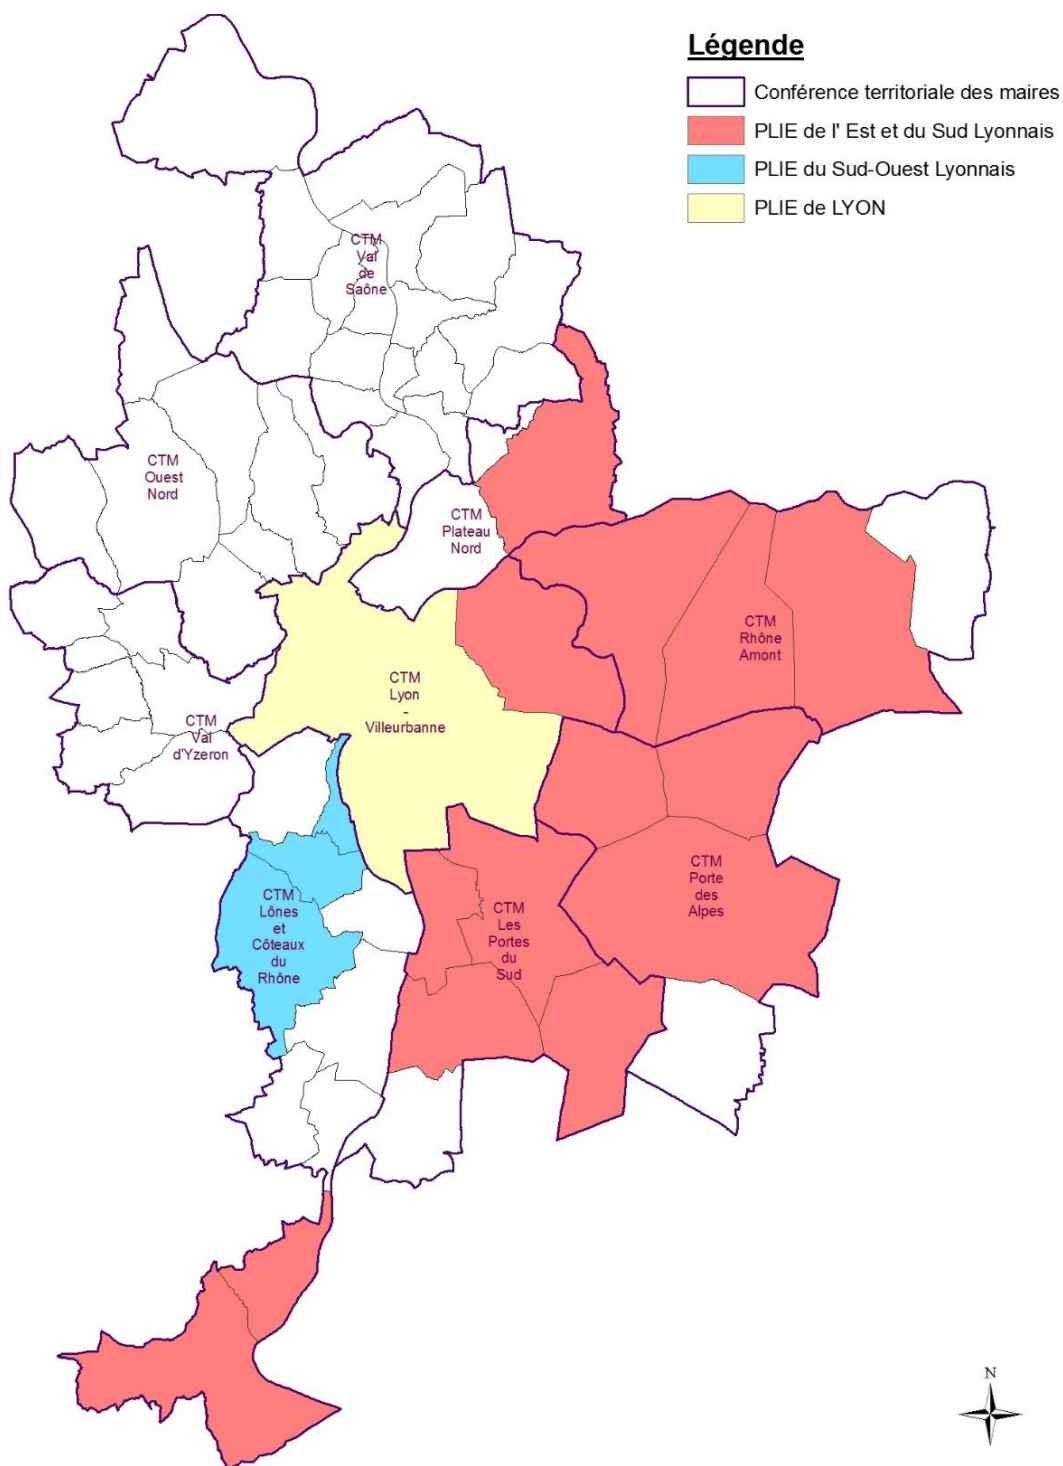 Légende
Conférence territoriale des maires
PLIE de l' Est et du Sud Lyonnais
PLIE du Sud-Ouest Lyonnais
PLIE de LYON
CTM
Val
de
Saône
CTM
Ouest
Nord
CTM
Plateau
Nord
CTM
Rhône
Amont
CTM
Lyon
-
Villeurbanne
CTM
Val
d'Yzeron
CTM
Porte
des
Alpes
CTM
Lônes
et
Côteaux
du
Rhône
CTM
Les
Portes
du
Sud
N